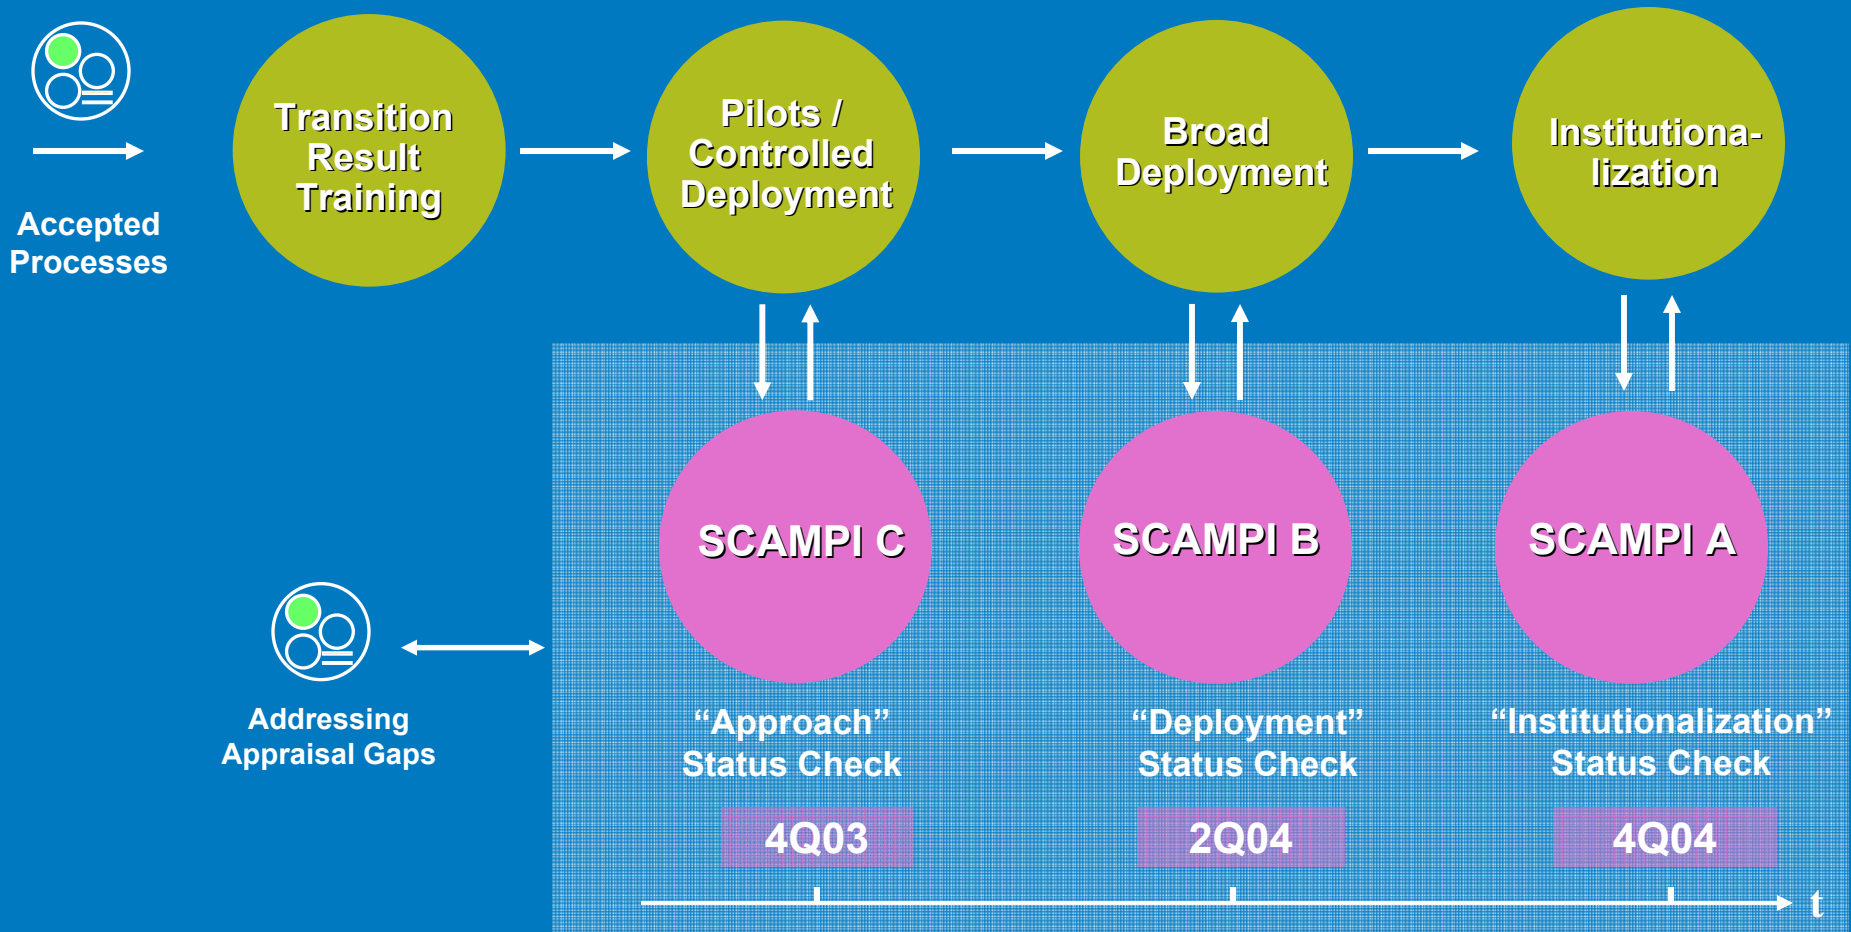 Accepted
Processes
Transition
Result
Training
Pilots /
Controlled
Deployment
Broad
Deployment
Institutiona-
lization
SCAMPI C
SCAMPI B
SCAMPI A
Addressing
Appraisal Gaps
“Approach”
Status Check
“Deployment”
Status Check
“Institutionalization”
Status Check
4Q03
2Q04
4Q04
t